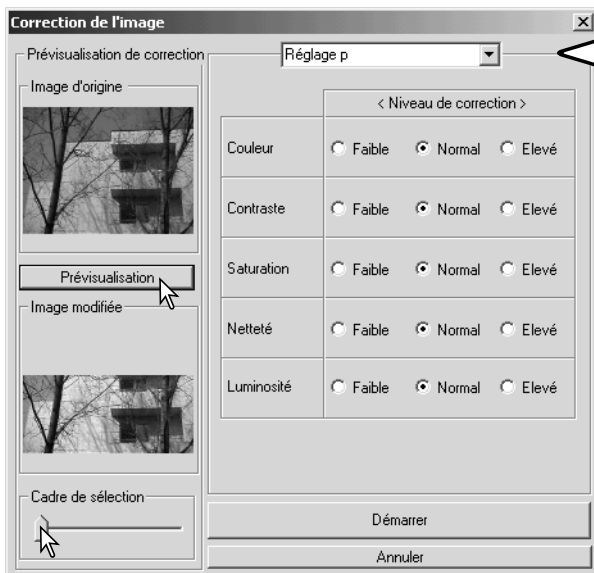 Correction de l'image
Prévisualisation de correction
Réglage p
Image d'origine
Prévisualisation
Image modifiée
Cadre de sélection
< Niveau de correction >
Couleur Faible Normal Elevé
Contraste Faible Normal Elevé
Saturation Faible Normal Elevé
Netteté Faible Normal Elevé
Luminosité Faible Normal Elevé
Démarrer
Annuler